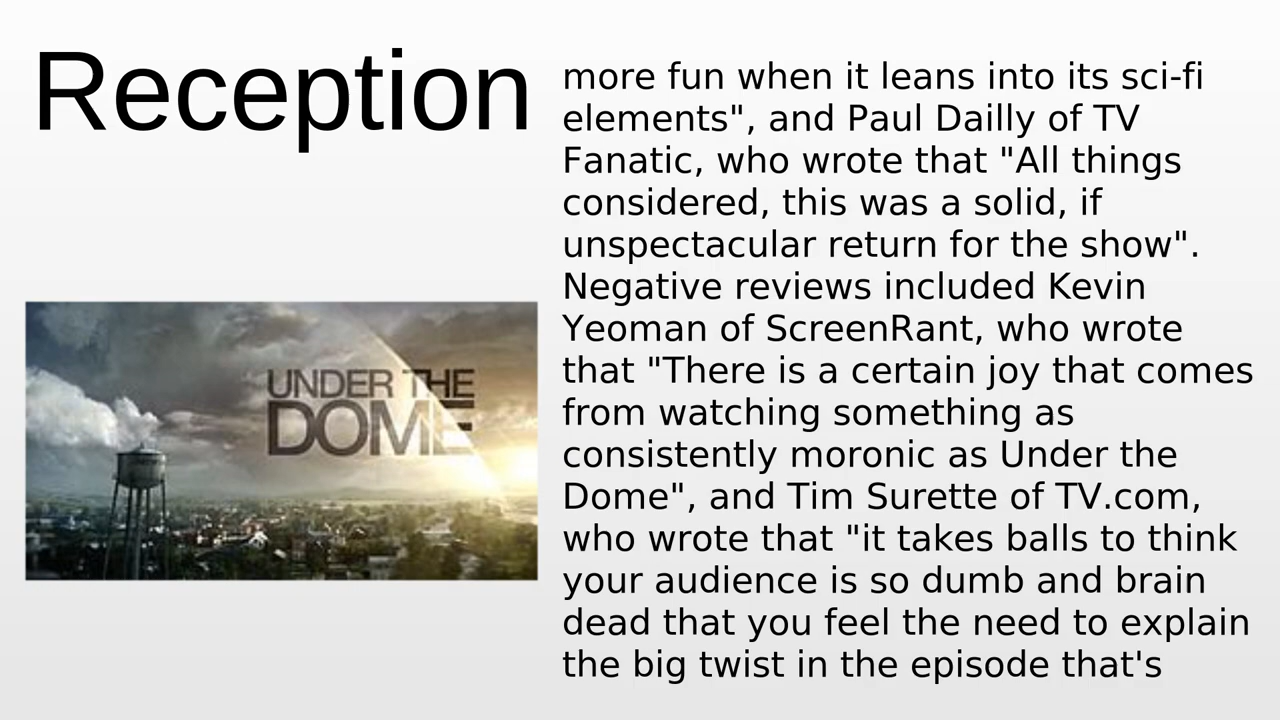 Reception
more fun when it leans into its sci-fi
elements", and Paul Dailly of TV
Fanatic, who wrote that "All things
considered, this was a solid, if
unspectacular return for the show".
Negative reviews included Kevin
Yeoman of ScreenRant, who wrote
that "There is a certain joy that comes
from watching something as
consistently moronic as Under the
Dome", and Tim Surette of TV.com,
who wrote that "it takes balls to think
your audience is so dumb and brain
dead that you feel the need to explain
the big twist in the episode that's
UNDER THE
DOME